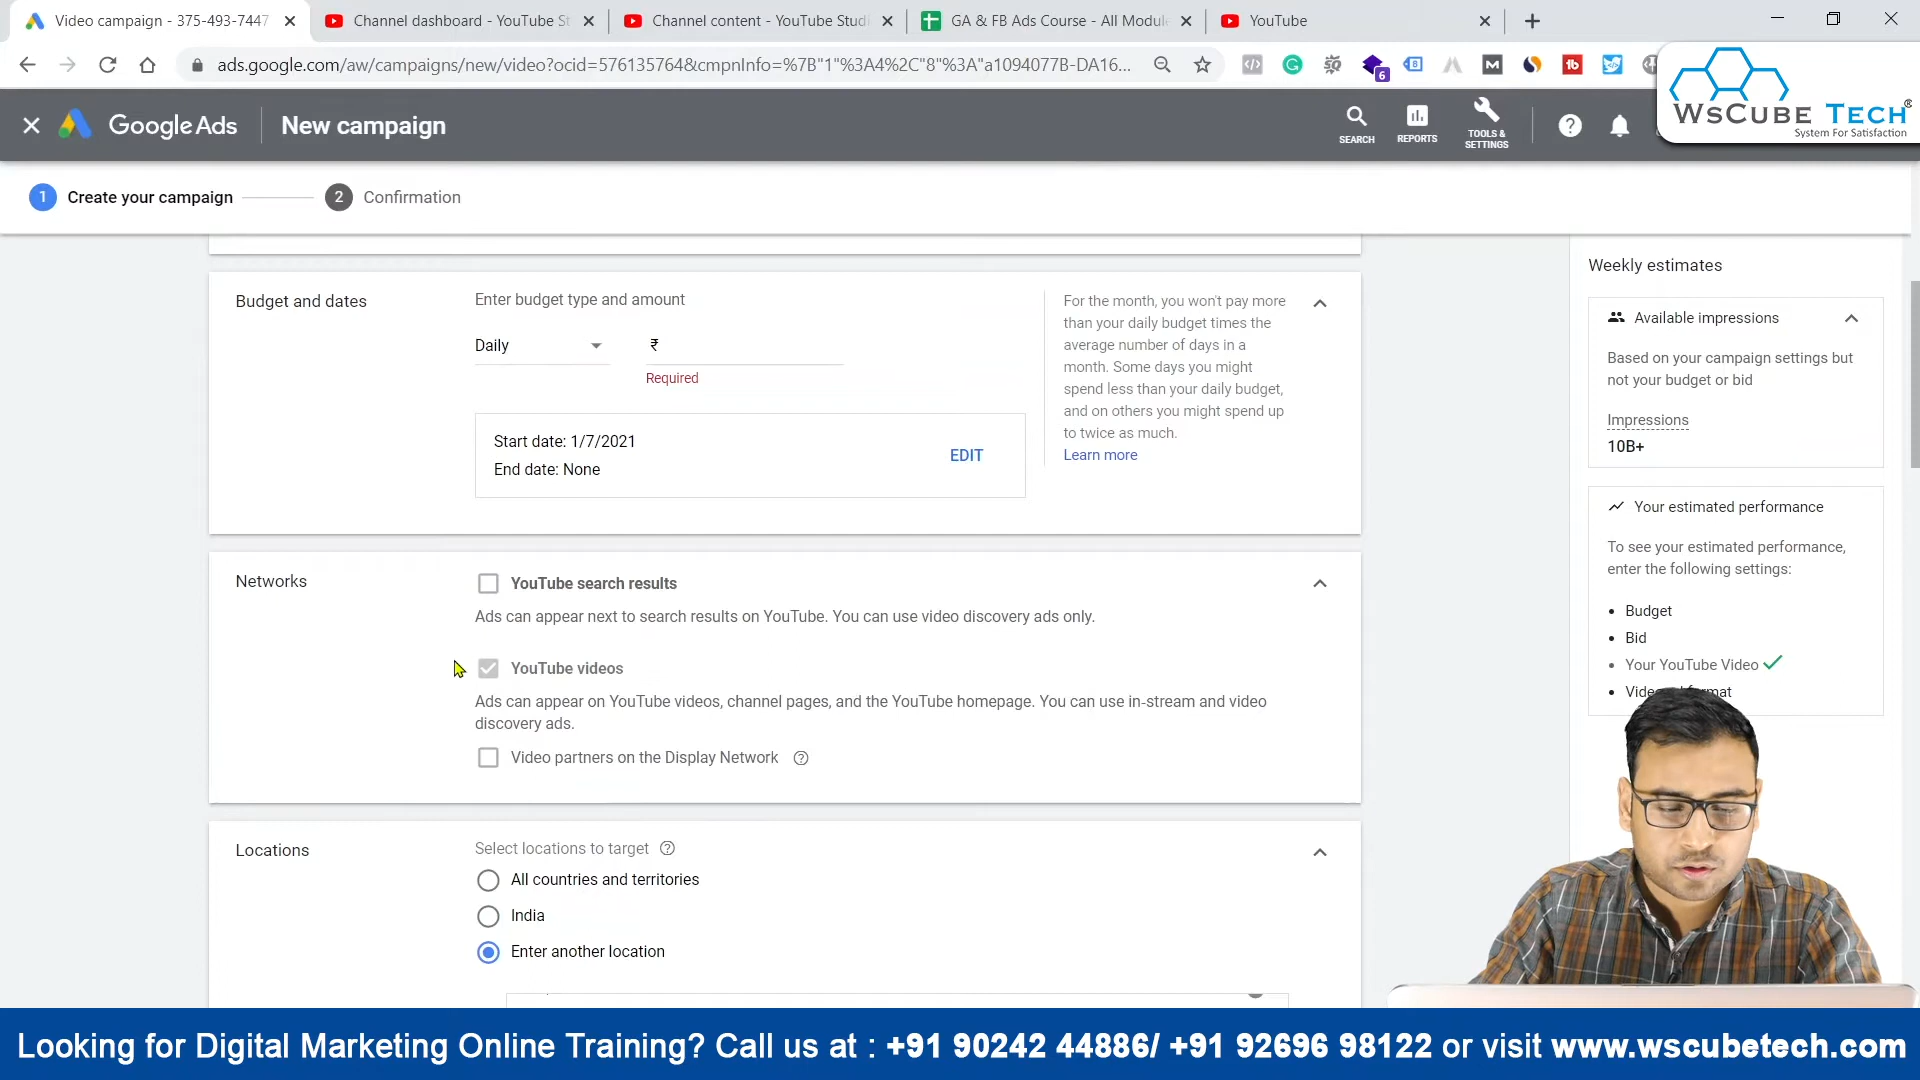 Video campaign - 375-493-7447
Channel dashboard - YouTube St
Channel content - YouTube Studi
GA & FB Ads Course - All Module
YouTube
ads.google.com/aw/campaigns/new/video?ocid=576135764&cmpnInfo=%7B"1"%3A4%2C"8"%3A"a1094077B-DA16...
6
Google Ads
New campaign
SEARCH
REPORTS
TOOLS & SETTINGS
WSCUBE TECH®
System For Satisfaction
1 Create your campaign
2 Confirmation
Budget and dates
Enter budget type and amount
Daily
₹
Required
Start date: 1/7/2021
End date: None
EDIT
For the month, you won't pay more
than your daily budget times the
average number of days in a
month. Some days you might
spend less than your daily budget,
and on others you might spend up
to twice as much.
Learn more
Networks
YouTube search results
Ads can appear next to search results on YouTube. You can use video discovery ads only.
YouTube videos
Ads can appear on YouTube videos, channel pages, and the YouTube homepage. You can use in-stream and video
discovery ads.
Video partners on the Display Network
Locations
Select locations to target
All countries and territories
India
Enter another location
Weekly estimates
Available impressions
Based on your campaign settings but
not your budget or bid
Impressions
10B+
Your estimated performance
To see your estimated performance,
enter the following settings:
Budget
Bid
Your YouTube Video
Looking for Digital Marketing Online Training? Call us at : +91 90242 44886/ +91 92696 98122 or visit www.wscubetech.com